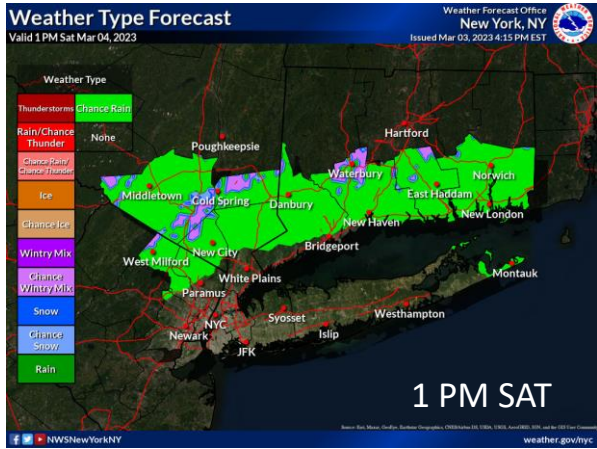 Weather Type Forecast
Valid 1 PM Sat Mar 04, 2023
Weather Forecast Office
New York, NY
Issued Mar 03, 2023 4:15 PM EST
Weather Type
Thunderstorms
Chance Rain
Rain/Chance
Thunder
None
Chance Rain/
Chance Thunder
Ice
Chance Ice
Wintry Mix
Chance
Wintry Mix
Snow
Chance
Snow
Rain
Hartford
Poughkeepsie
Waterbury
Norwich
Middletown
Cold Spring
Danbury
East Haddam
New London
New Haven
Bridgeport
New City
West Milford
White Plains
Montauk
Paramus
Syosset
Westhampton
NYC
Newark
Islip
JFK
1 PM SAT
NWSNewYorkNY
weather.gov/nyc